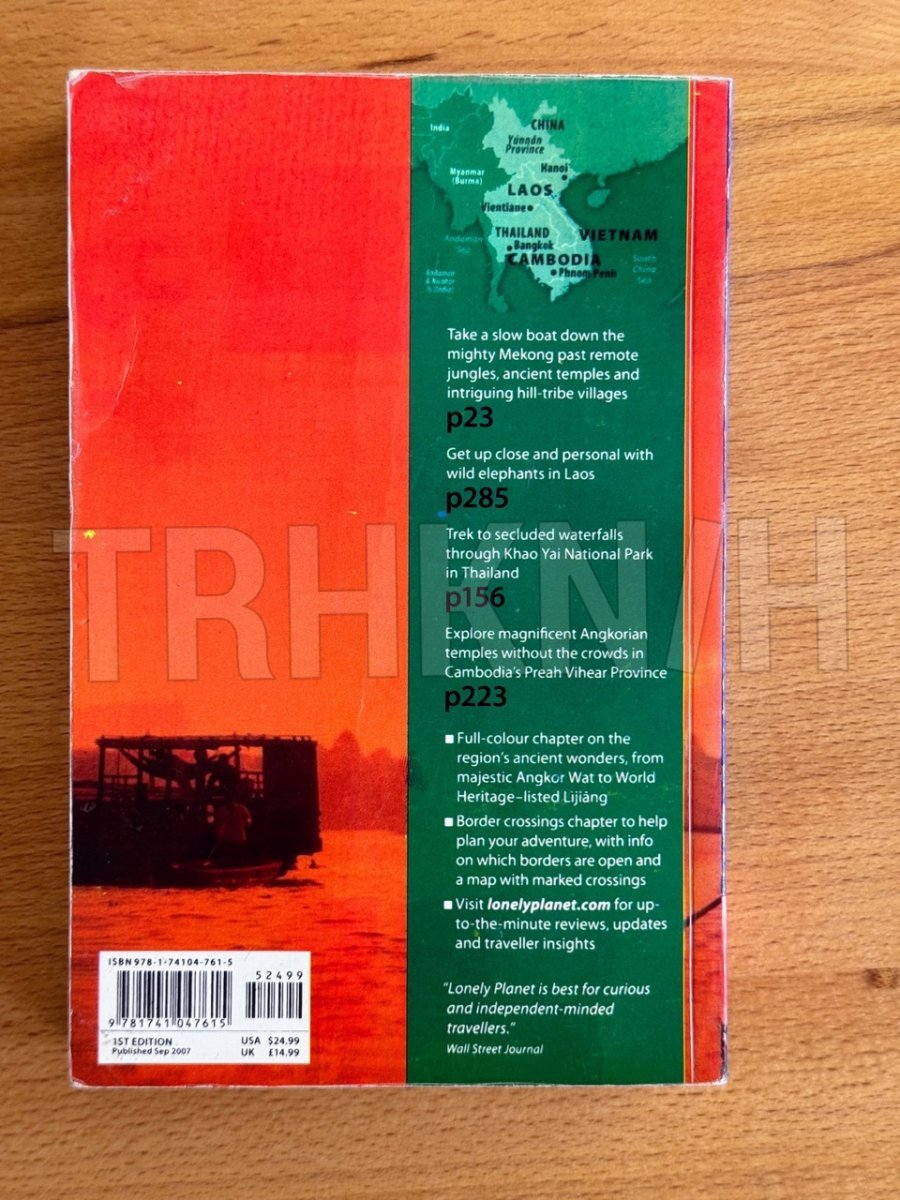 India
CHINA
Yúnnán
Province
Hanoi
Myanmar
(Burma)
LAOS
Vientiane
THAILAND
VIETNAM
Bangkok
Andaman
Sea
CAMBODIA
Phnom Penh
South
China
Sea
Andaman
& Nicobar
Is (India)
Take a slow boat down the
mighty Mekong past remote
jungles, ancient temples and
intriguing hill-tribe villages
p23
Get up close and personal with
wild elephants in Laos
p285
Trek to secluded waterfalls
through Khao Yai National Park
in Thailand
p156
Explore magnificent Angkorian
temples without the crowds in
Cambodia's Preah Vihear Province
p223
Full-colour chapter on the
region's ancient wonders, from
majestic Angkor Wat to World
Heritage–listed Lìjiāng
Border crossings chapter to help
plan your adventure, with info
on which borders are open and
a map with marked crossings
Visit lonelyplanet.com for up-
to-the-minute reviews, updates
and traveller insights
"Lonely Planet is best for curious
and independent-minded
travellers."
Wall Street Journal
ISBN 978-1-74104-761-5
52499
9 781741 047615
1ST EDITION
Published Sep 2007
USA $24.99
UK £14.99
TRHKN/H